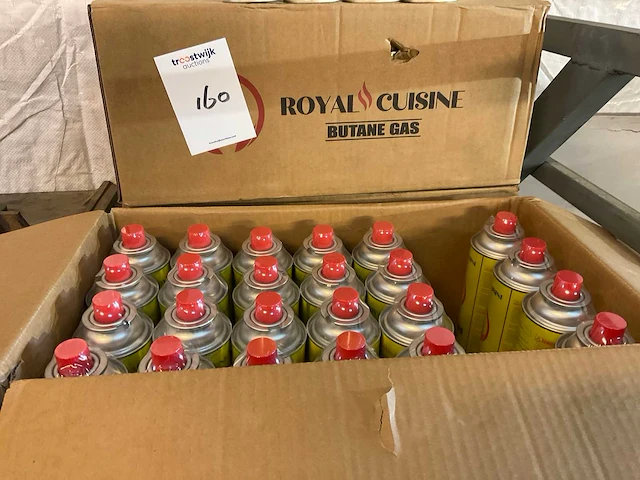 troostwijk
auctions
160
ROYAL CUISINE
BUTANE GAS